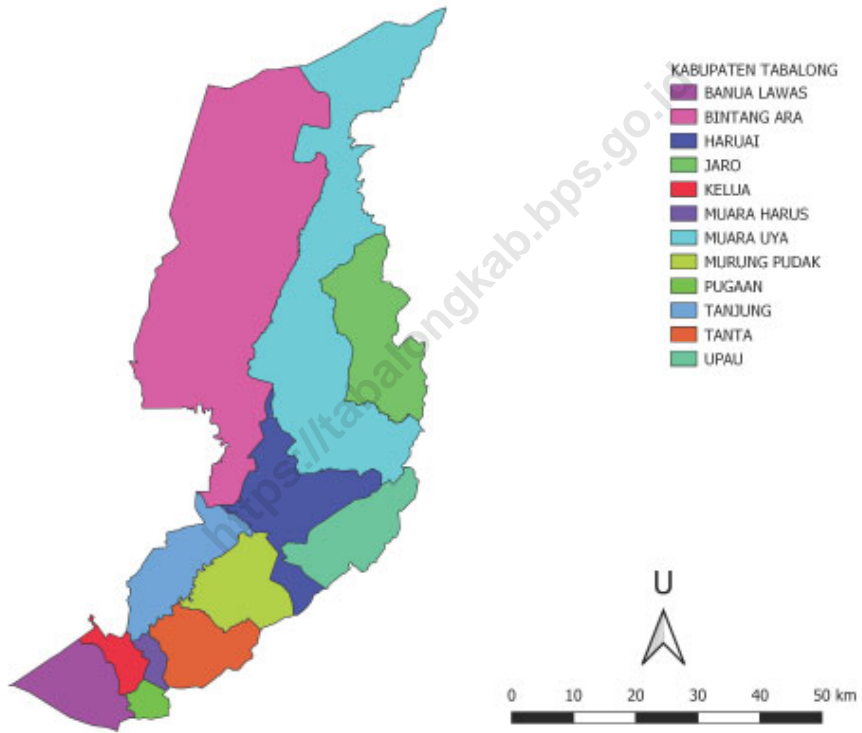 KABUPATEN TABALONG
BANUA LAWAS
BINTANG ARA
HARUAI
JARO
KELUA
MUARA HARUS
MUARA UYA
MURUNG PUDAK
PUGAAN
TANJUNG
TANTA
UPAU
https://tabalongkab.bps.go.id
U
0 10 20 30 40 50 km